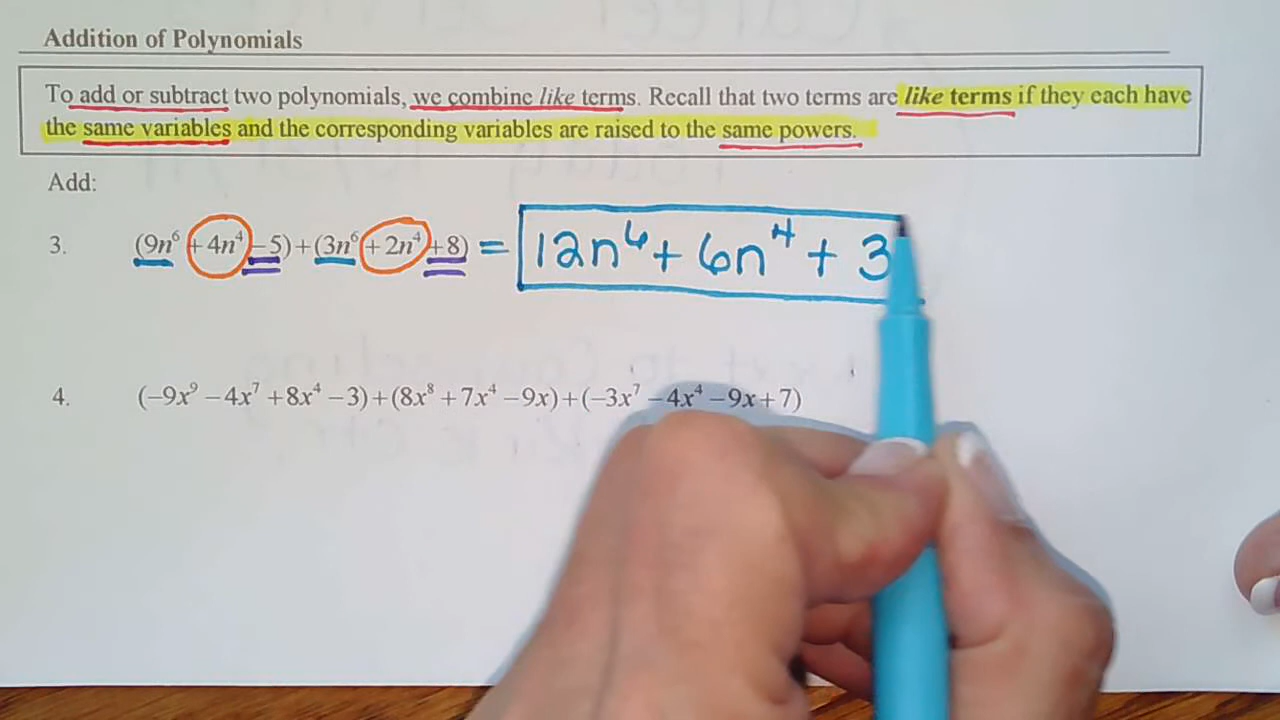 Addition of Polynomials
To add or subtract two polynomials, we combine like terms. Recall that two terms are like terms if they each have
the same variables and the corresponding variables are raised to the same powers.
Add:
3. (9n⁶ + 4n⁴ − 5) + (3n⁶ + 2n⁴ + 8) = 12n⁶ + 6n⁴ + 3
4. (−9x⁹ − 4x⁷ + 8x⁴ − 3) + (8x⁸ + 7x⁴ − 9x) + (−3x⁷ − 4x⁴ − 9x + 7)